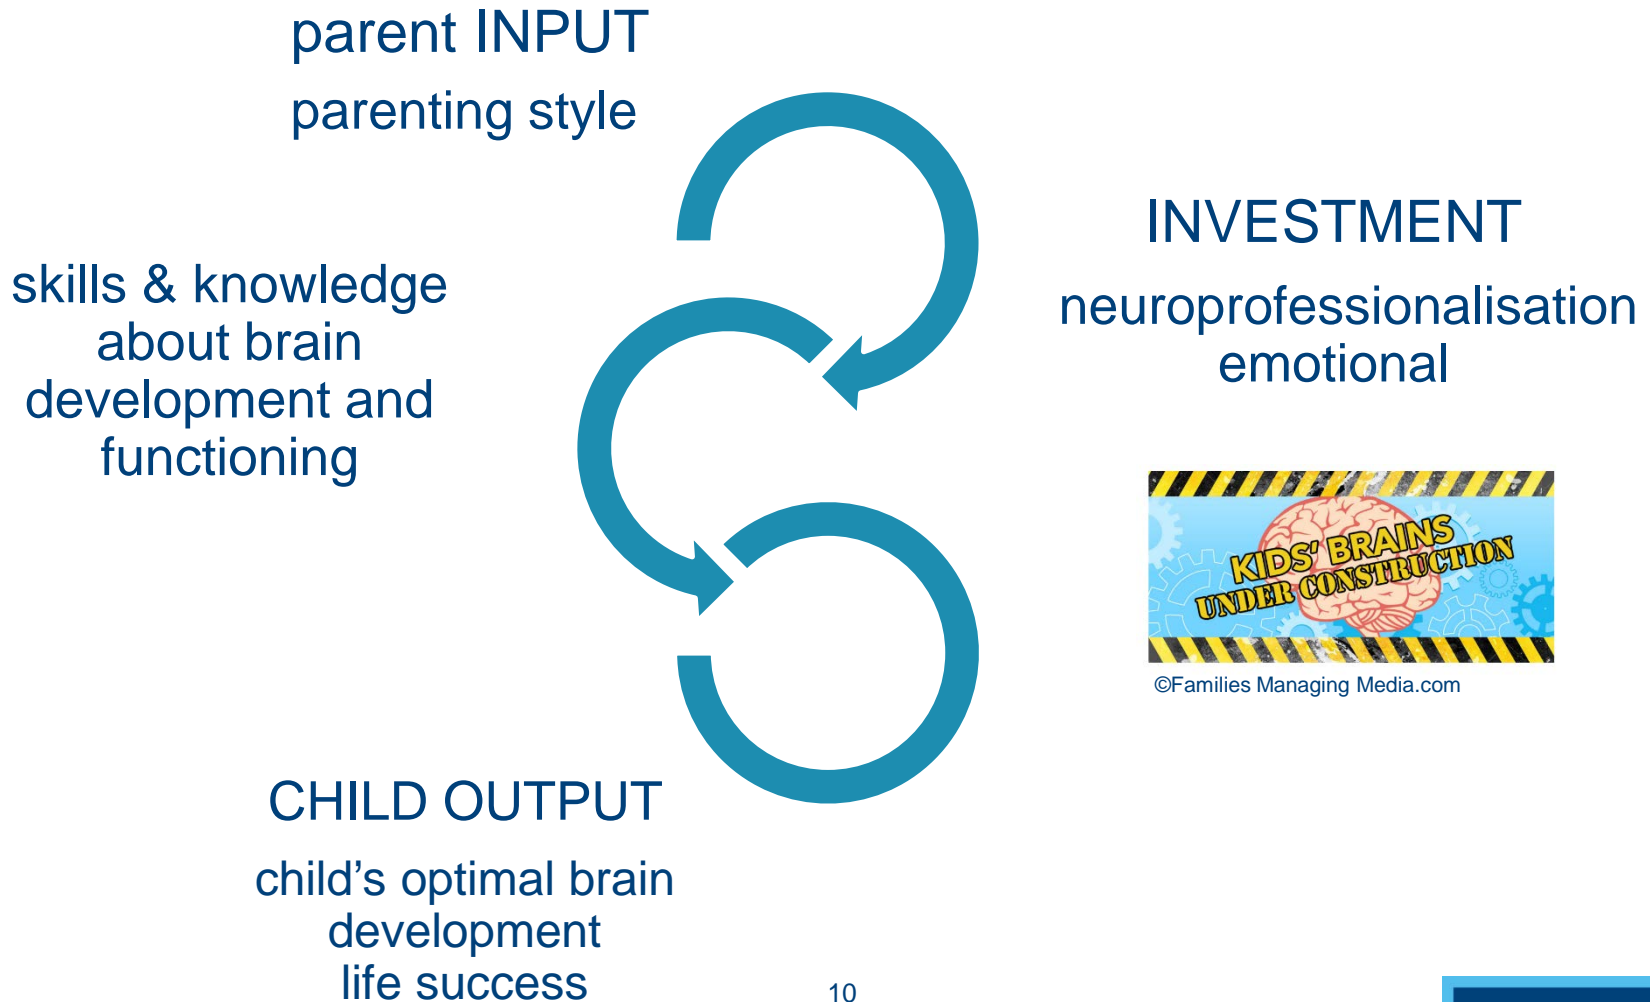 parent INPUT
parenting style
INVESTMENT
neuroprofessionalisation
emotional
skills & knowledge
about brain
development and
functioning
KIDS' BRAINS
UNDER CONSTRUCTION
©Families Managing Media.com
CHILD OUTPUT
child’s optimal brain
development
life success
10